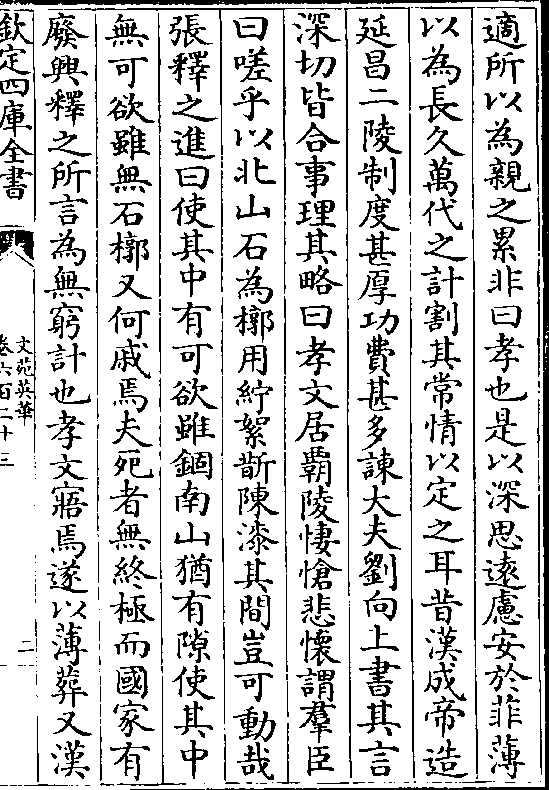 適所以為親之累非曰孝也是以深思遠慮安於菲薄
以為長久萬代之計割其常情以定之耳昔漢成帝造
延昌二陵制度甚厚功費甚多諫大夫劉向上書其言
深切皆合事理其略曰孝文居霸陵悽愴悲懷謂羣臣
曰嗟乎以北山石為槨用紵絮斮陳漆其間豈可動哉
張釋之進曰使其中有可欲雖錮南山猶有隙使其中
無可欲雖無石槨又何戚焉夫死者無終極而國家有
廢興釋之所言為無窮計也孝文寤焉遂以薄葬又漢
欽定四庫全書
文苑英華
卷六百二十三
二